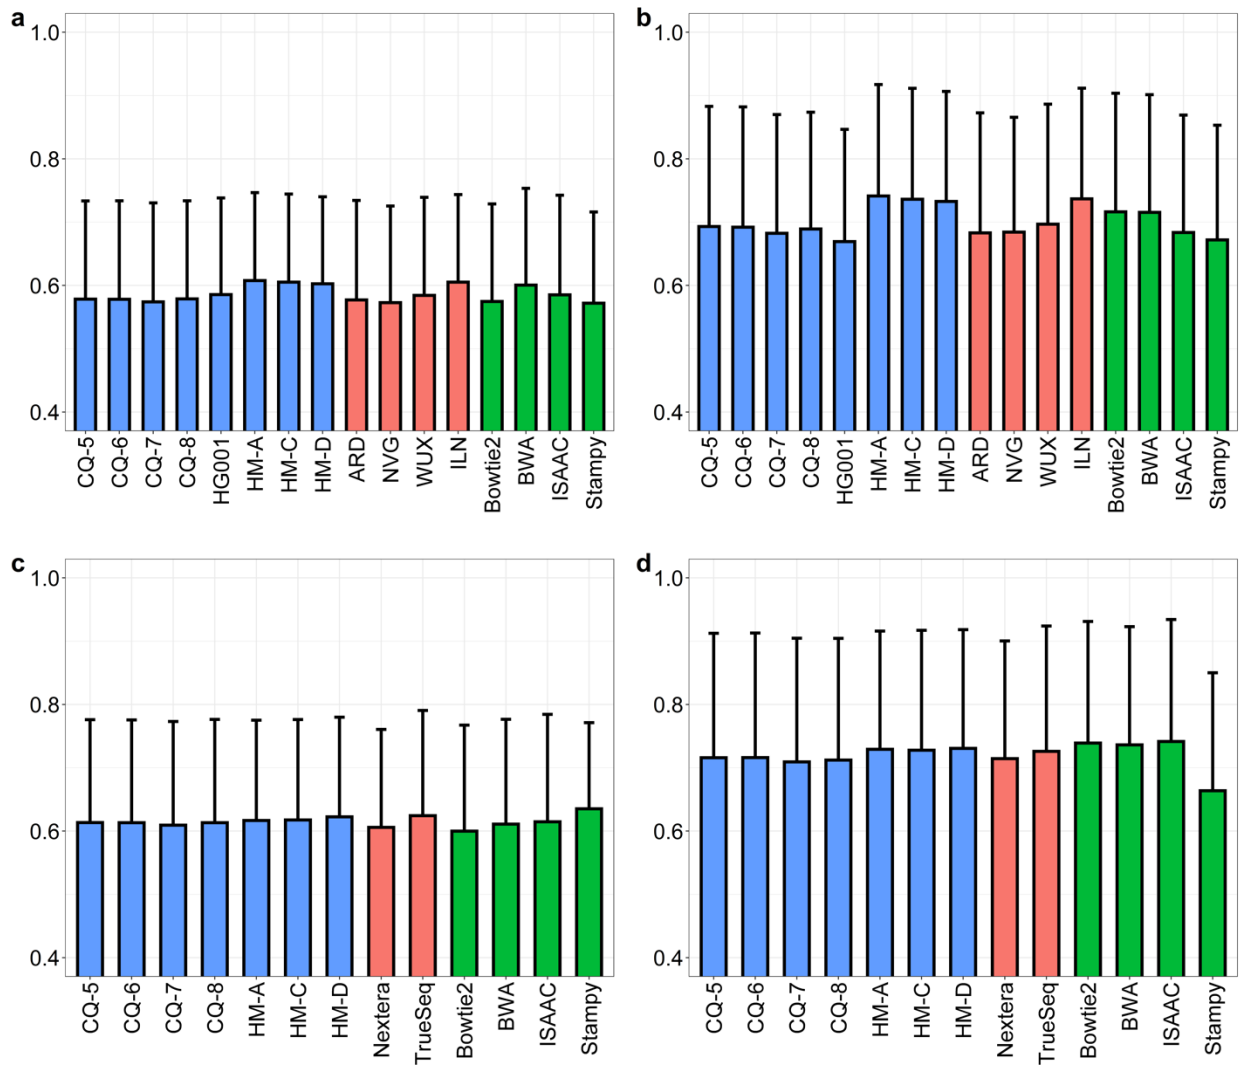 a
1.0
0.8
0.6
0.4
CQ-5
CQ-6
CQ-7
CQ-8
HG001
HM-A
HM-C
HM-D
ARD
NVG
WUX
ILN
Bowtie2
BWA
ISAAC
Stampy
b
1.0
0.8
0.6
0.4
CQ-5
CQ-6
CQ-7
CQ-8
HG001
HM-A
HM-C
HM-D
ARD
NVG
WUX
ILN
Bowtie2
BWA
ISAAC
Stampy
c
1.0
0.8
0.6
0.4
CQ-5
CQ-6
CQ-7
CQ-8
HM-A
HM-C
HM-D
Nextera
TrueSeq
Bowtie2
BWA
ISAAC
Stampy
d
1.0
0.8
0.6
0.4
CQ-5
CQ-6
CQ-7
CQ-8
HM-A
HM-C
HM-D
Nextera
TrueSeq
Bowtie2
BWA
ISAAC
Stampy